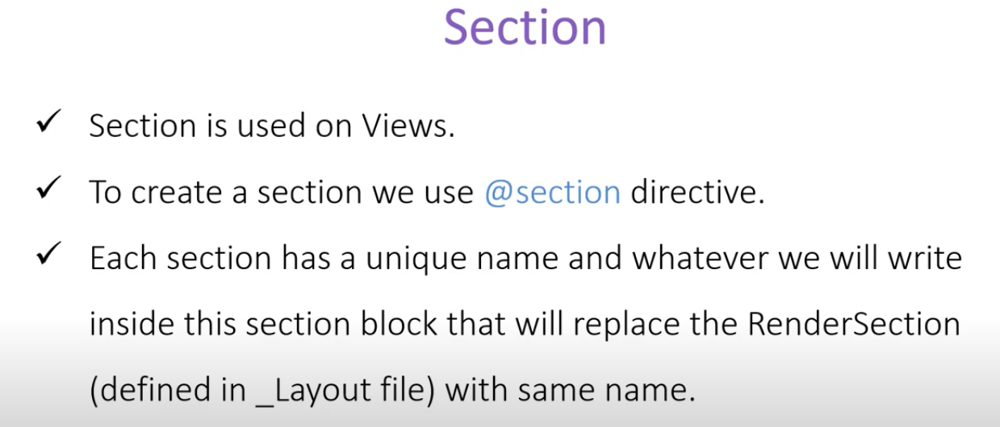 Section
✓ Section is used on Views.
✓ To create a section we use @section directive.
✓ Each section has a unique name and whatever we will write
inside this section block that will replace the RenderSection
(defined in _Layout file) with same name.